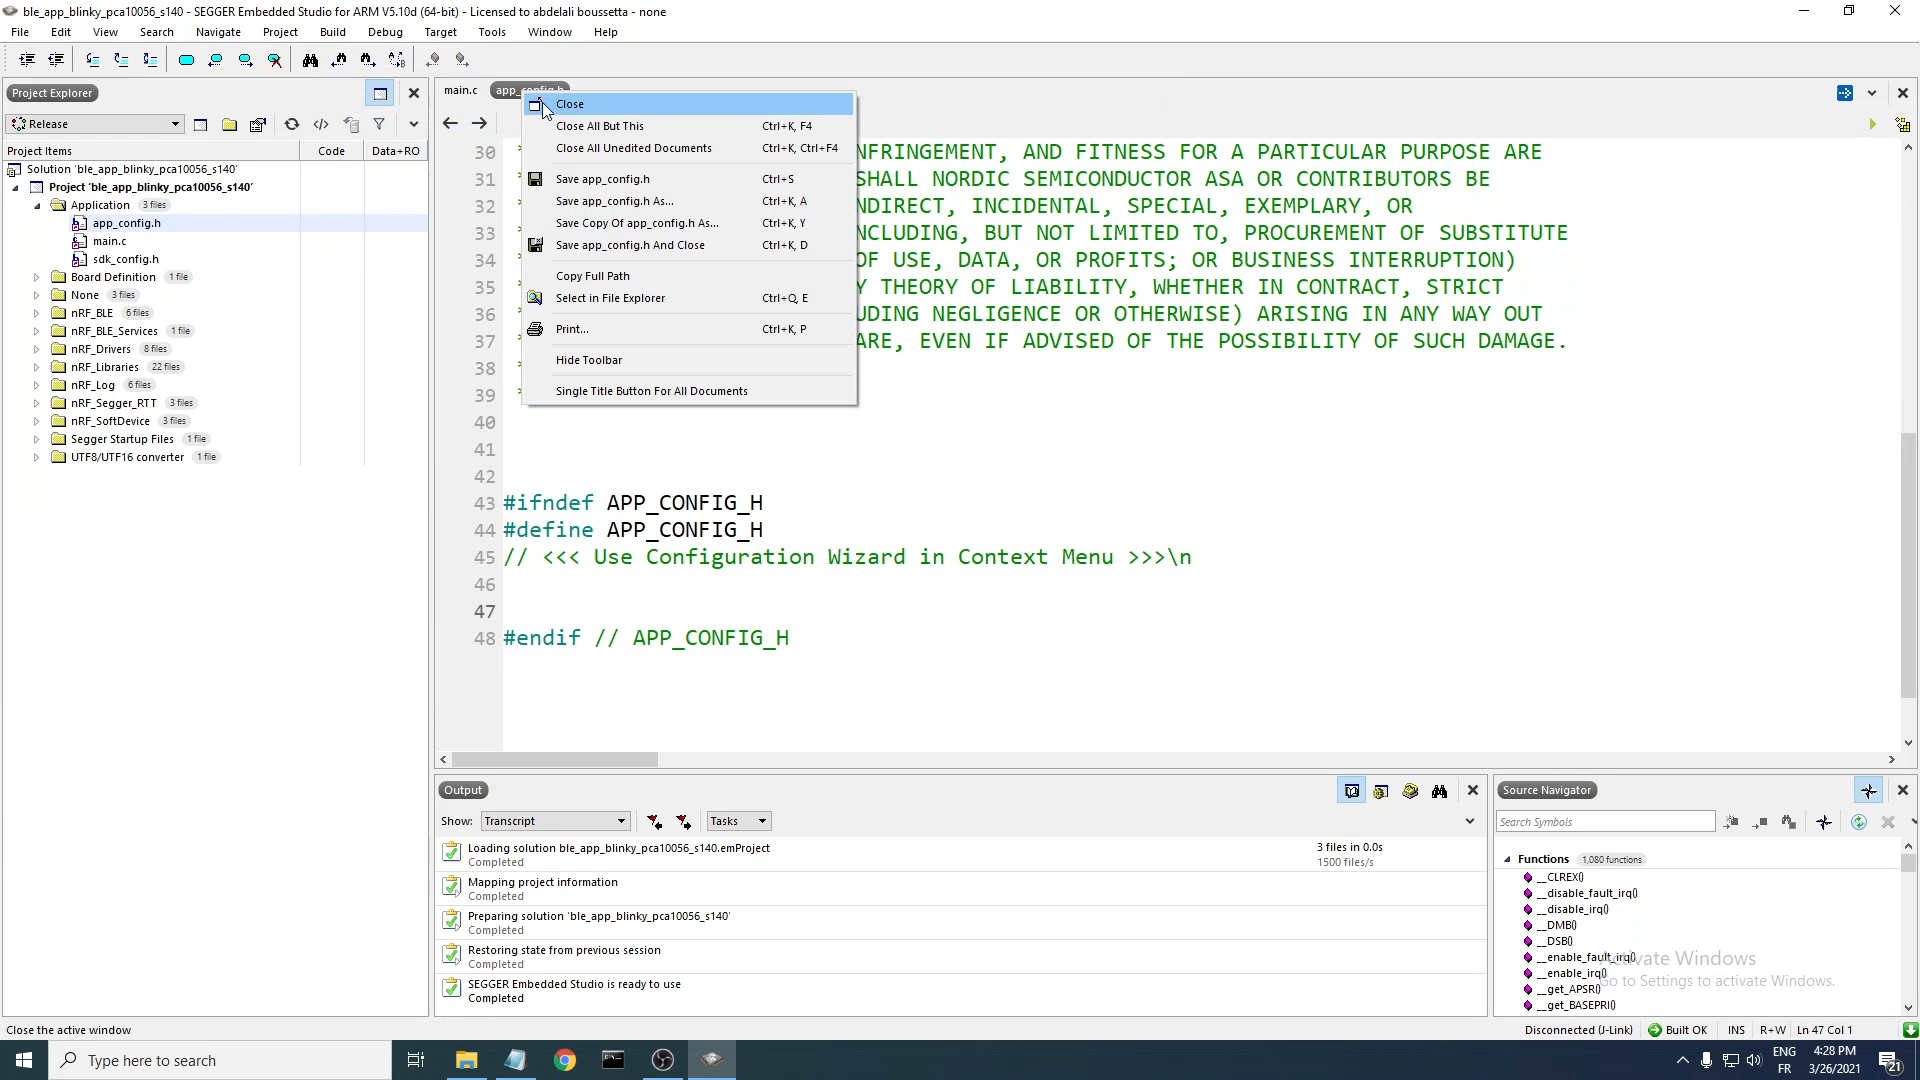 ble_app_blinky_pca10056_s140 - SEGGER Embedded Studio for ARM V5.10d (64-bit) - Licensed to abdelali boussetta - none
File Edit View Search Navigate Project Build Debug Target Tools Window Help
Project Explorer
Release
Project Items Code Data+RO
Solution 'ble_app_blinky_pca10056_s140'
Project 'ble_app_blinky_pca10056_s140'
Application 3 files
app_config.h
main.c
sdk_config.h
Board Definition 1 file
None 3 files
nRF_BLE 6 files
nRF_BLE_Services 1 file
nRF_Drivers 8 files
nRF_Libraries 22 files
nRF_Log 6 files
nRF_Segger_RTT 3 files
nRF_SoftDevice 3 files
Segger Startup Files 1 file
UTF8/UTF16 converter 1 file
main.c app_config.h
Close
Close All But This Ctrl+K, F4
Close All Unedited Documents Ctrl+K, Ctrl+F4
Save app_config.h Ctrl+S
Save app_config.h As... Ctrl+K, A
Save Copy Of app_config.h As... Ctrl+K, Y
Save app_config.h And Close Ctrl+K, D
Copy Full Path
Select in File Explorer Ctrl+Q, E
Print... Ctrl+K, P
Hide Toolbar
Single Title Button For All Documents
30 * NFRINGEMENT, AND FITNESS FOR A PARTICULAR PURPOSE ARE
31 * SHALL NORDIC SEMICONDUCTOR ASA OR CONTRIBUTORS BE
32 * NDIRECT, INCIDENTAL, SPECIAL, EXEMPLARY, OR
33 * NCLUDING, BUT NOT LIMITED TO, PROCUREMENT OF SUBSTITUTE
34 * OF USE, DATA, OR PROFITS; OR BUSINESS INTERRUPTION)
35 * Y THEORY OF LIABILITY, WHETHER IN CONTRACT, STRICT
36 * UDING NEGLIGENCE OR OTHERWISE) ARISING IN ANY WAY OUT
37 * ARE, EVEN IF ADVISED OF THE POSSIBILITY OF SUCH DAMAGE.
38 *
39 *
40
41
42
43 #ifndef APP_CONFIG_H
44 #define APP_CONFIG_H
45 // <<< Use Configuration Wizard in Context Menu >>>\n
46
47
48 #endif // APP_CONFIG_H
Output
Show: Transcript Tasks
Loading solution ble_app_blinky_pca10056_s140.emProject 3 files in 0.0s
Completed 1500 files/s
Mapping project information
Completed
Preparing solution 'ble_app_blinky_pca10056_s140'
Completed
Restoring state from previous session
Completed
SEGGER Embedded Studio is ready to use
Completed
Source Navigator
Search Symbols
Functions 1,080 functions
__CLREX()
__disable_fault_irq()
__disable_irq()
__DMB()
__DSB()
__enable_fault_irq()
__enable_irq()
__get_APSR()
__get_BASEPRI()
Activate Windows
Go to Settings to activate Windows.
Close the active window Disconnected (J-Link) Built OK INS R+W Ln 47 Col 1
Type here to search
ENG 4:28 PM
FR 3/26/2021
21